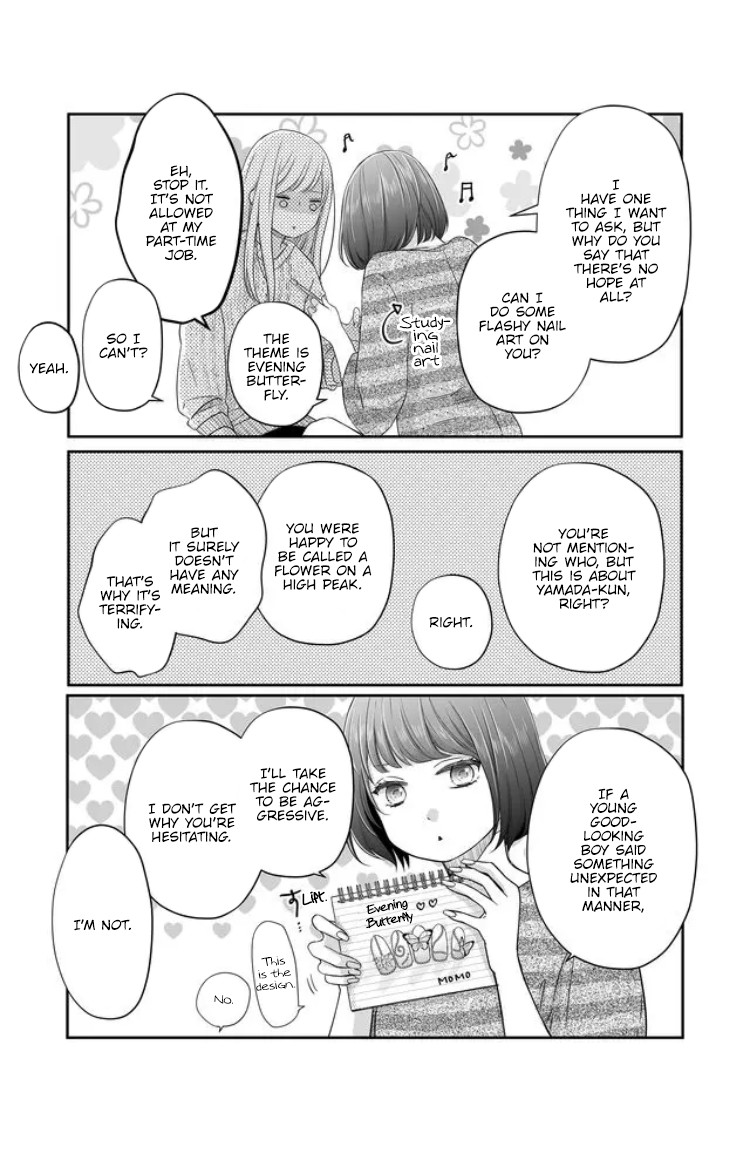 I
HAVE ONE
THING I WANT
TO ASK, BUT
WHY DO YOU
SAY THAT
THERE'S NO
HOPE AT
ALL?
CAN I
DO SOME
FLASHY NAIL
ART ON
YOU?
Study-
ing
nail
art
EH,
STOP IT.
IT'S NOT
ALLOWED
AT MY
PART-TIME
JOB.
THE
THEME IS
EVENING
BUTTER-
FLY.
SO I
CAN'T?
YEAH.
YOU'RE
NOT MENTION-
ING WHO, BUT
THIS IS ABOUT
YAMADA-KUN,
RIGHT?
RIGHT.
YOU WERE
HAPPY TO
BE CALLED A
FLOWER ON A
HIGH PEAK.
BUT
IT SURELY
DOESN'T
HAVE ANY
MEANING.
THAT'S
WHY IT'S
TERRIFY-
ING.
IF A
YOUNG
GOOD-
LOOKING
BOY SAID
SOMETHING
UNEXPECTED
IN THAT
MANNER,
I'LL TAKE
THE CHANCE
TO BE AG-
GRESSIVE.
I DON'T GET
WHY YOU'RE
HESITATING.
す Lift.
Evening
Butterfly ♡♡
MOMO
This
is the
design.
No.
I'M NOT.